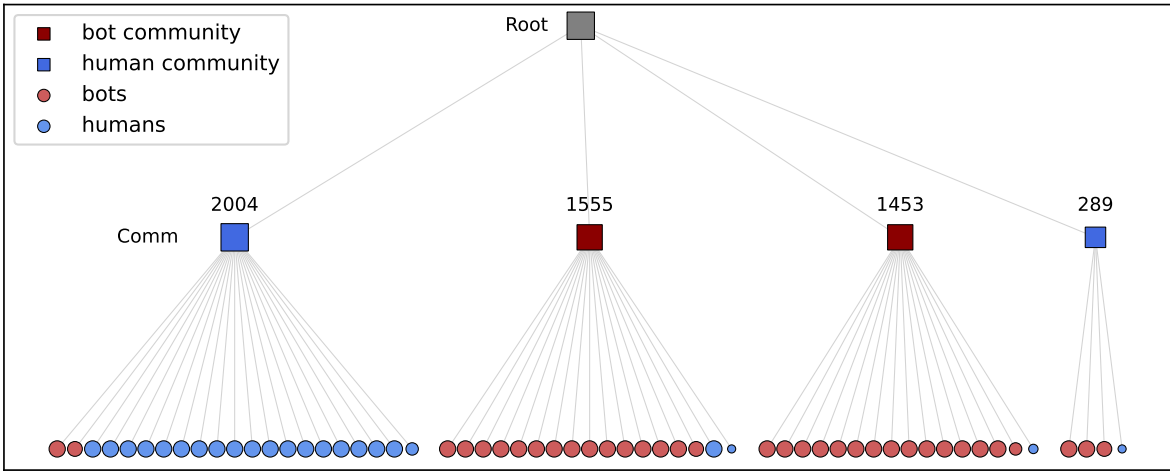 bot community
human community
bots
humans
Root
2004
1555
1453
289
Comm